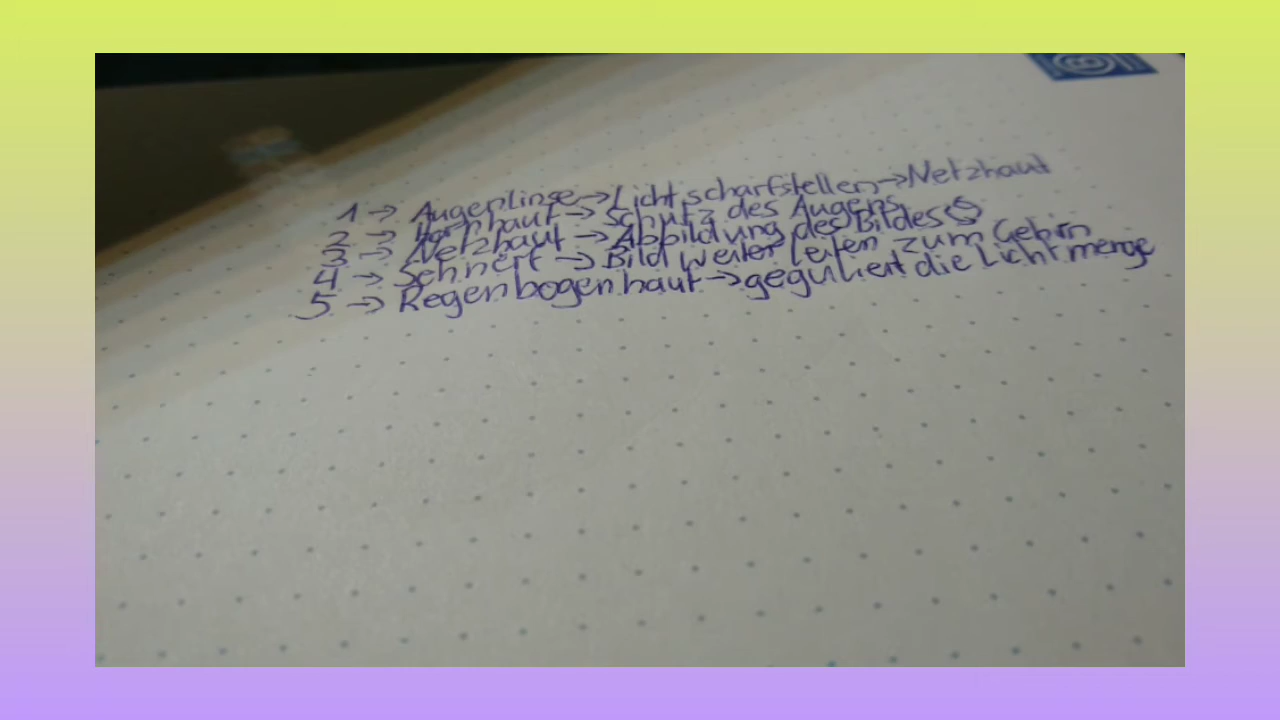 1 → Augenlinse → Licht scharfstellen → Netzhaut
2 → Hornhaut → Schutz des Augens
3 → Netzhaut → Abbildung des Bildes
4 → Sehnerf → Bild weiter leiten zum Gehirn
5 → Regenbogenhaut → geguliert die Lichtmenge